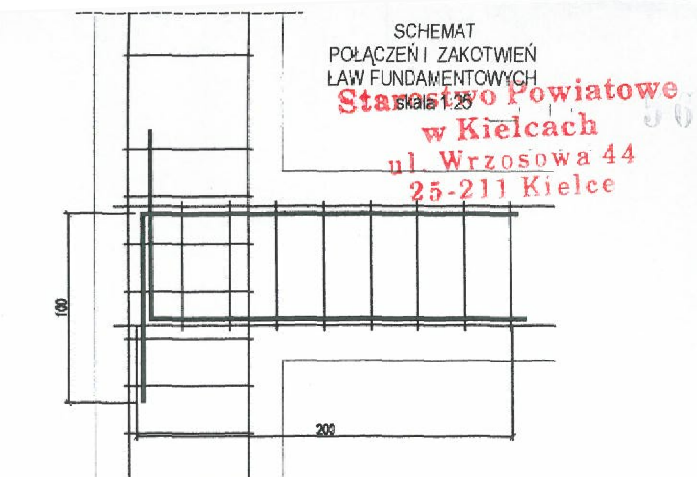 SCHEMAT
POŁĄCZEŃ I ZAKOTWIEŃ
ŁAW FUNDAMENTOWYCH
skala 1:25
Starostwo Powiatowe
w Kielcach
ul. Wrzosowa 44
25-211 Kielce
56
100
200